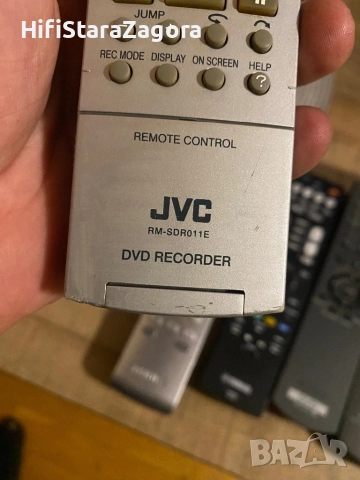 HifiStaraZagora
JUMP
REC MODE DISPLAY ON SCREEN HELP
?
REMOTE CONTROL
JVC
RM-SDR011E
DVD RECORDER
BAZAR